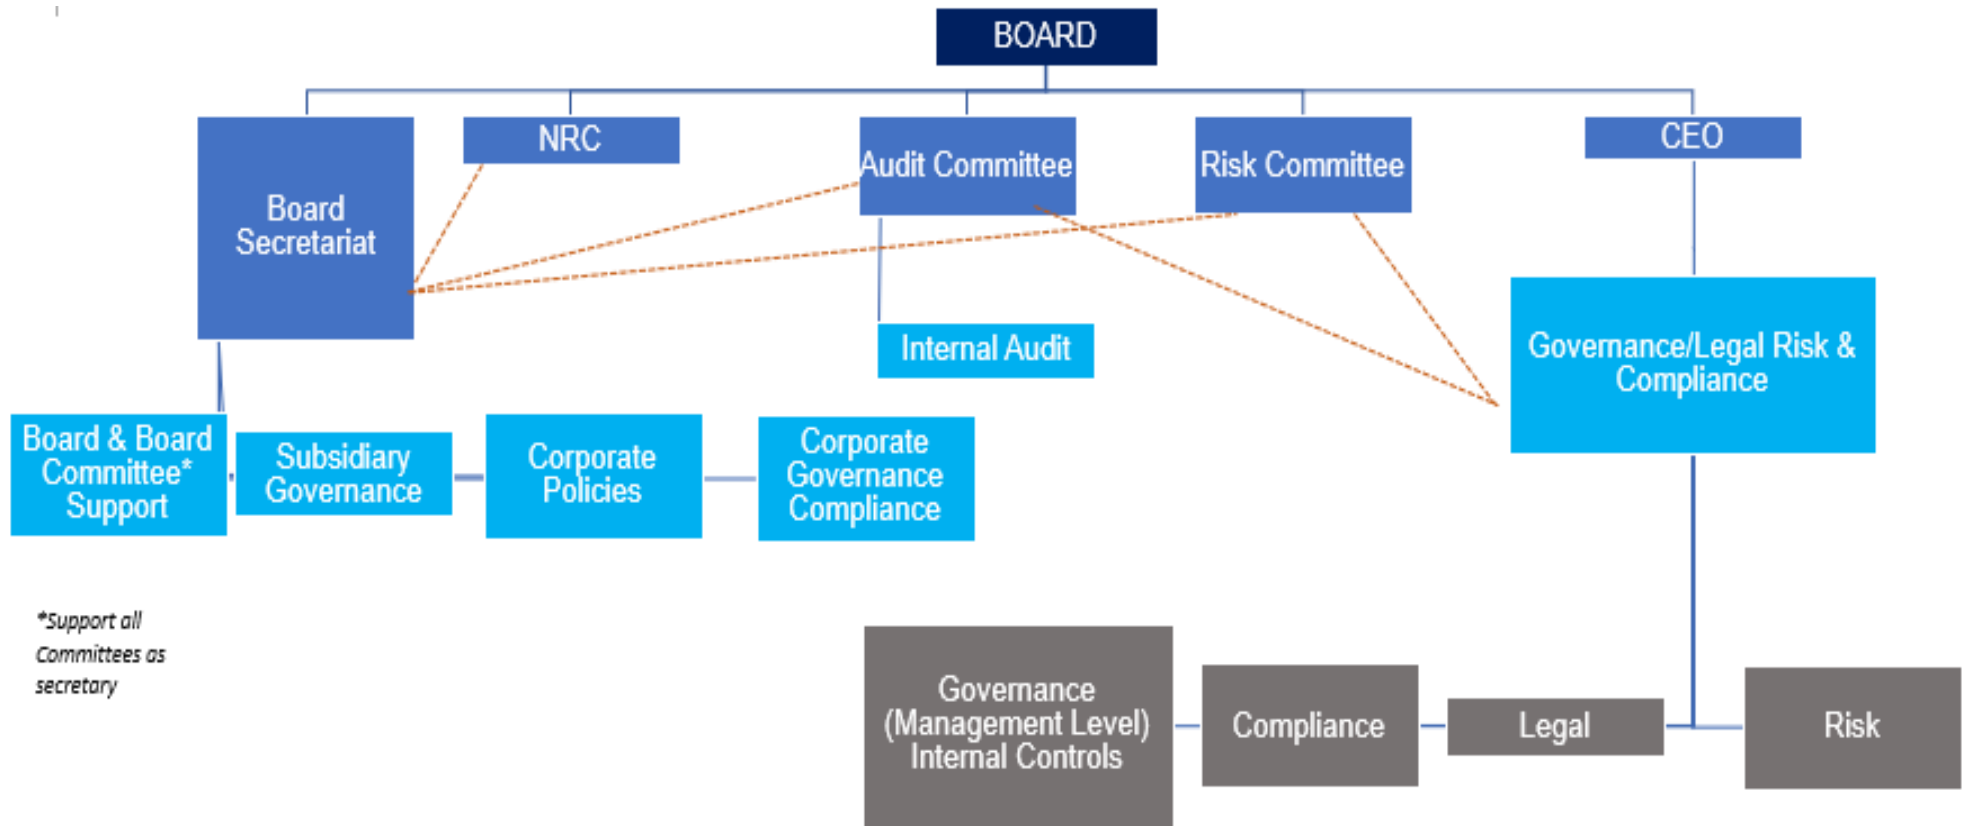 BOARD
Board
Secretariat
NRC
Audit Committee
Risk Committee
CEO
Internal Audit
Governance/Legal Risk &
Compliance
Board & Board
Committee*
Support
Subsidiary
Governance
Corporate
Policies
Corporate
Governance
Compliance
*Support all
Committees as
secretary
Governance
(Management Level)
Internal Controls
Compliance
Legal
Risk